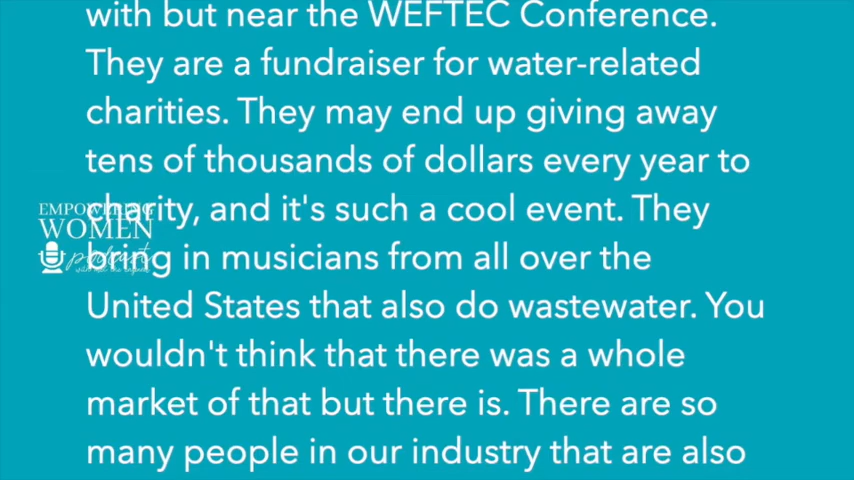 with but near the WEFTEC Conference.
They are a fundraiser for water-related
charities. They may end up giving away
tens of thousands of dollars every year to
charity, and it's such a cool event. They
bring in musicians from all over the
United States that also do wastewater. You
wouldn't think that there was a whole
market of that but there is. There are so
many people in our industry that are also
EMPOWERING
WOMEN
podcast